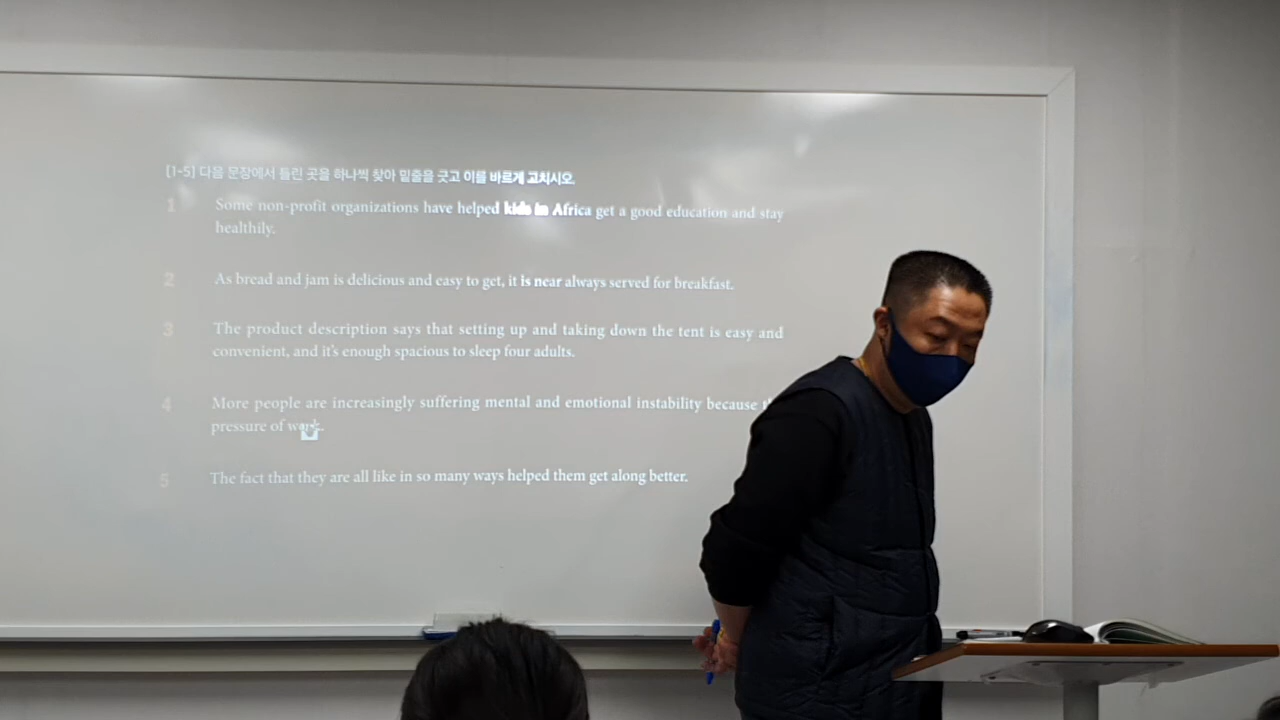 [1-5] 다음 문장에서 틀린 곳을 하나씩 찾아 밑줄을 긋고 이를 바르게 고치시오.
1 Some non-profit organizations have helped kids in Africa get a good education and stay
healthily.
2 As bread and jam is delicious and easy to get, it is near always served for breakfast.
3 The product description says that setting up and taking down the tent is easy and
convenient, and it's enough spacious to sleep four adults.
4 More people are increasingly suffering mental and emotional instability because
pressure of work.
5 The fact that they are all like in so many ways helped them get along better.